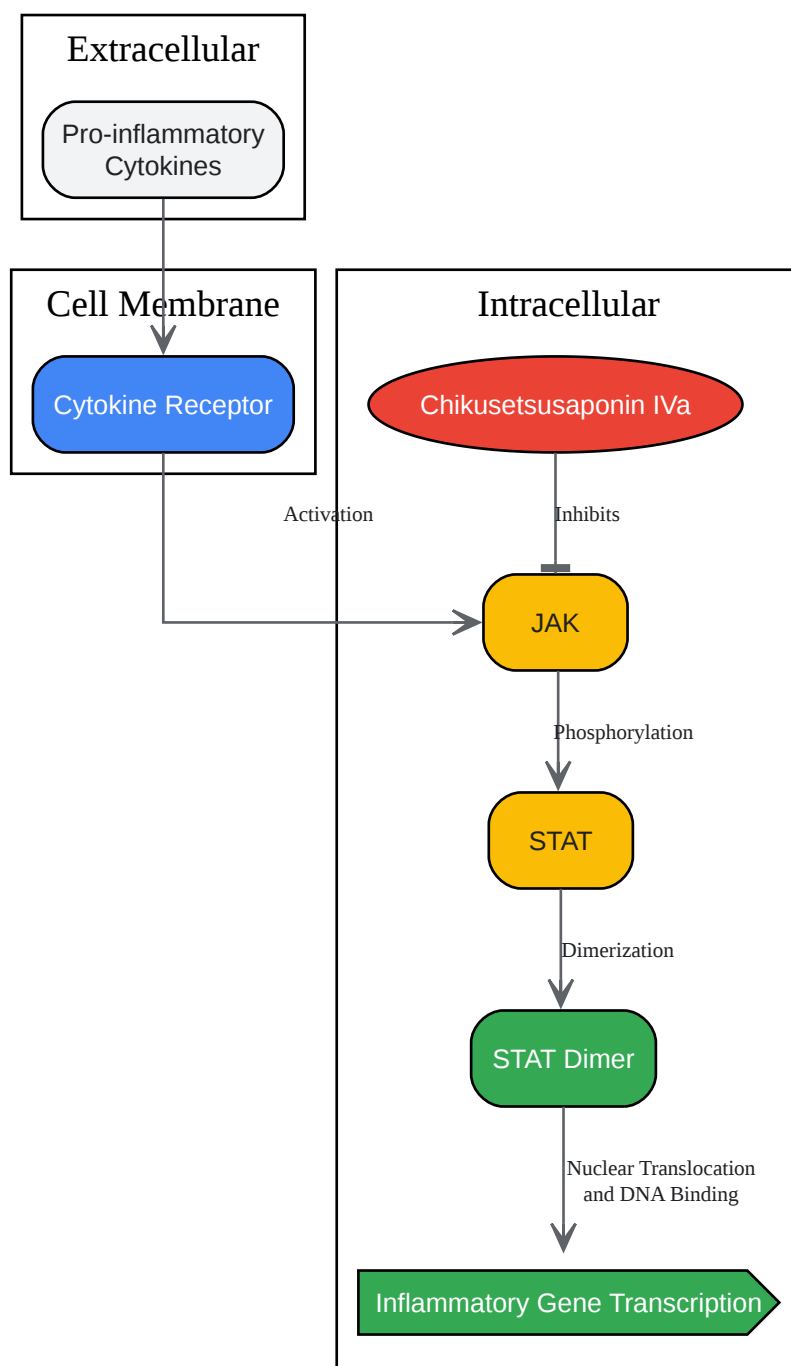 Extracellular
Pro-inflammatory
Cytokines
Cell Membrane
Cytokine Receptor
Intracellular
Chikusetsusaponin IVa
Activation
Inhibits
JAK
Phosphorylation
STAT
Dimerization
STAT Dimer
Nuclear Translocation
and DNA Binding
Inflammatory Gene Transcription